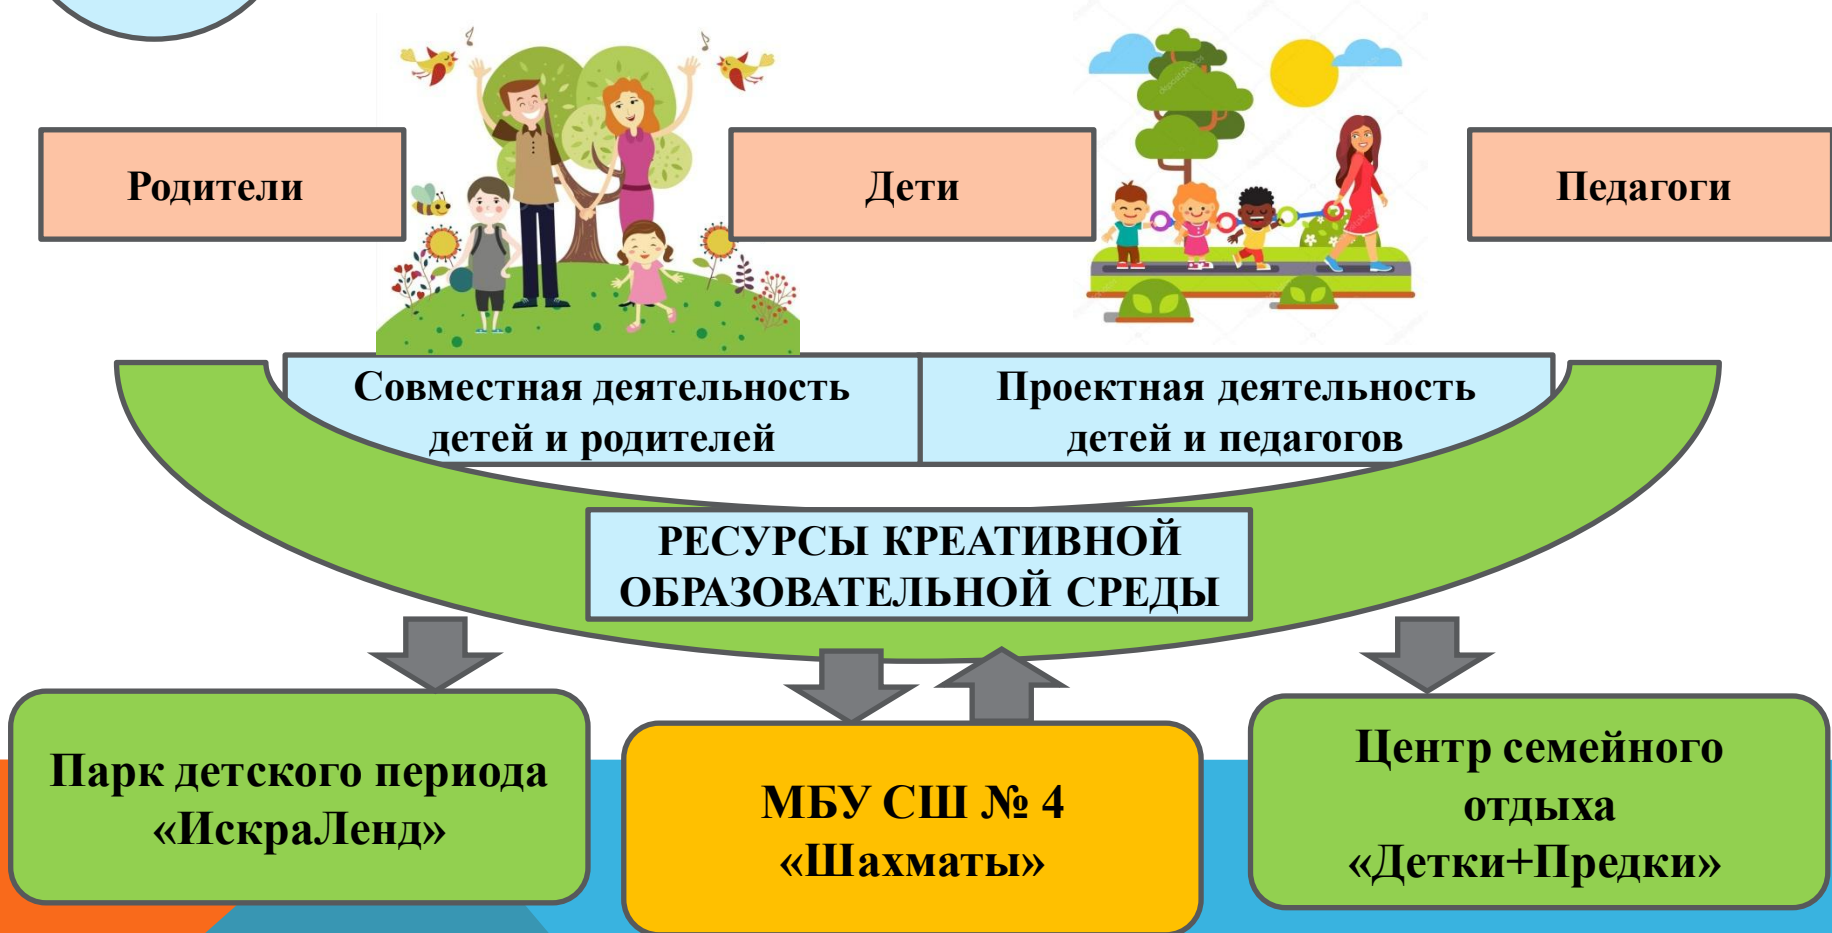 Родители
Дети
Педагоги
Совместная деятельность
детей и родителей
Проектная деятельность
детей и педагогов
РЕСУРСЫ КРЕАТИВНОЙ
ОБРАЗОВАТЕЛЬНОЙ СРЕДЫ
Парк детского периода
«ИскраЛенд»
МБУ СШ № 4
«Шахматы»
Центр семейного
отдыха
«Детки+Предки»